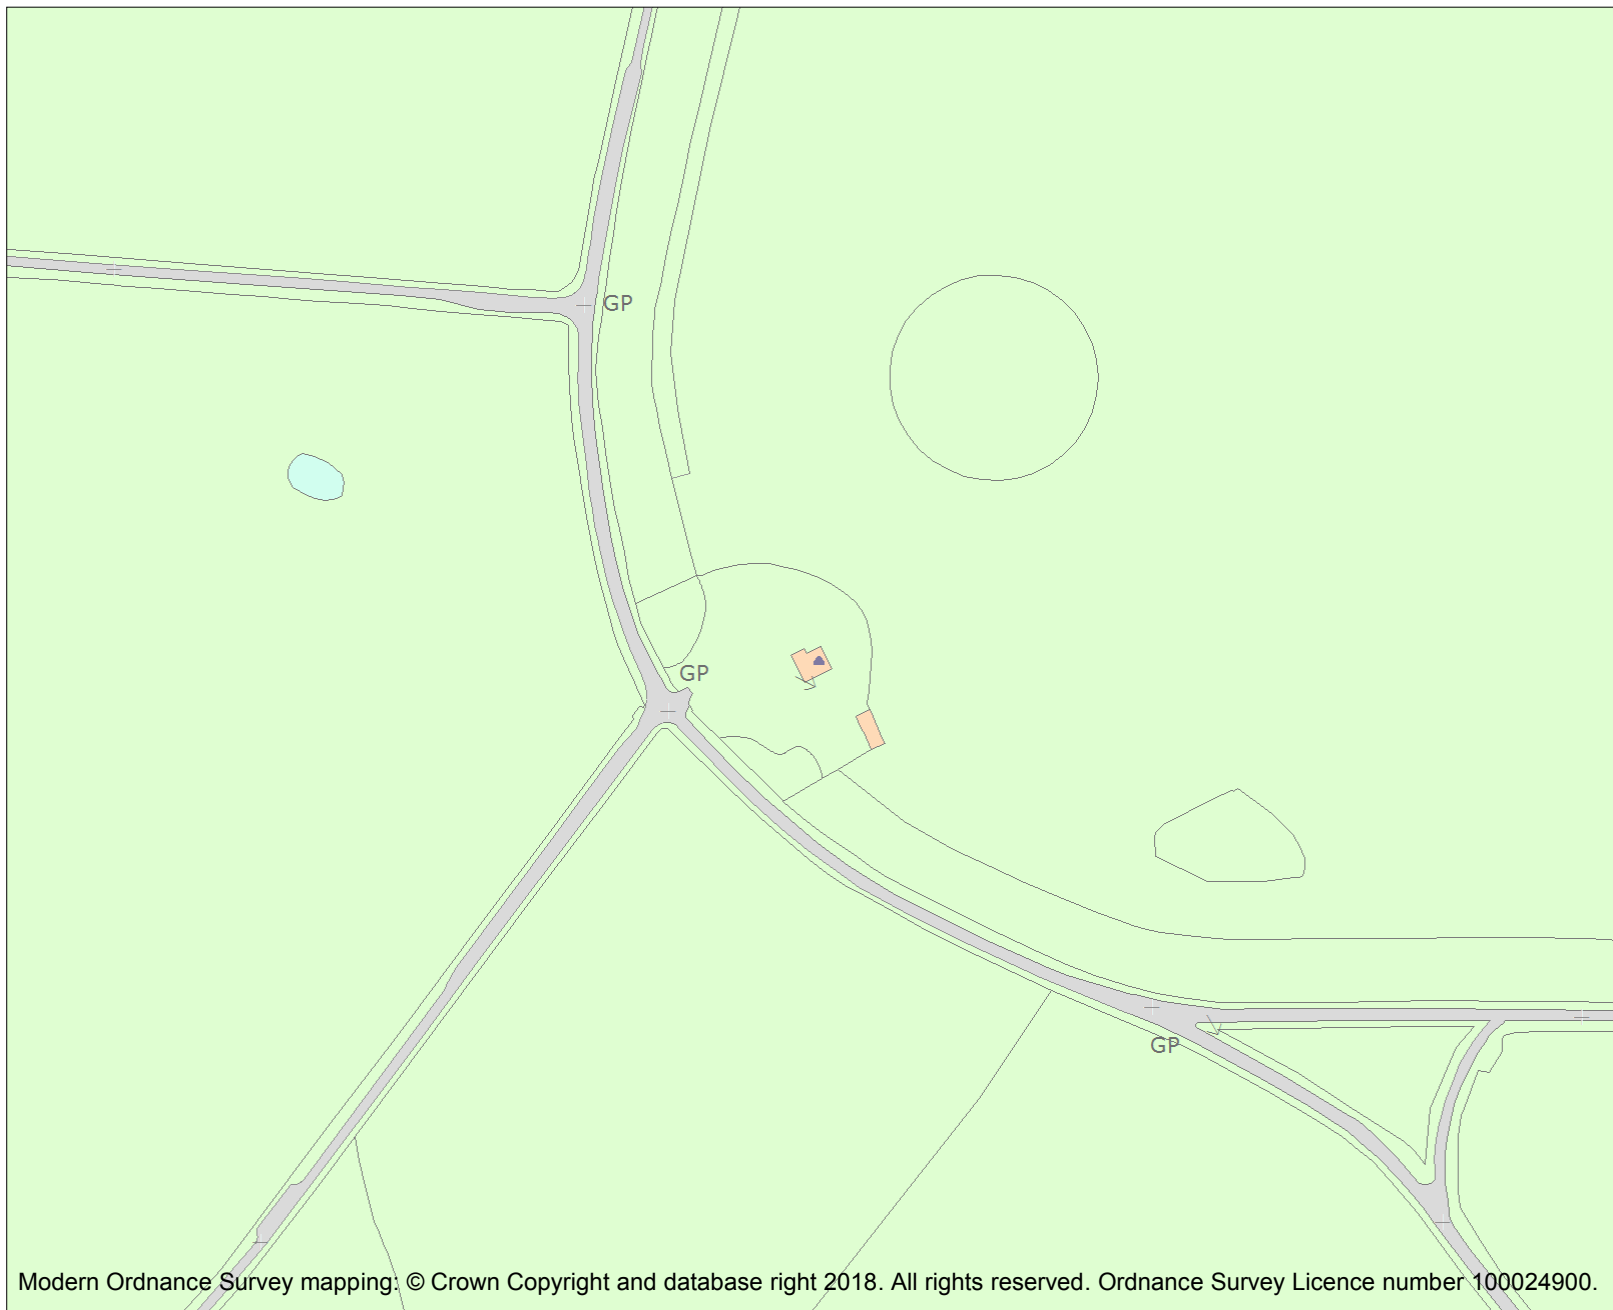 GP
GP
GP
Modern Ordnance Survey mapping: © Crown Copyright and database right 2018. All rights reserved. Ordnance Survey Licence number 100024900.